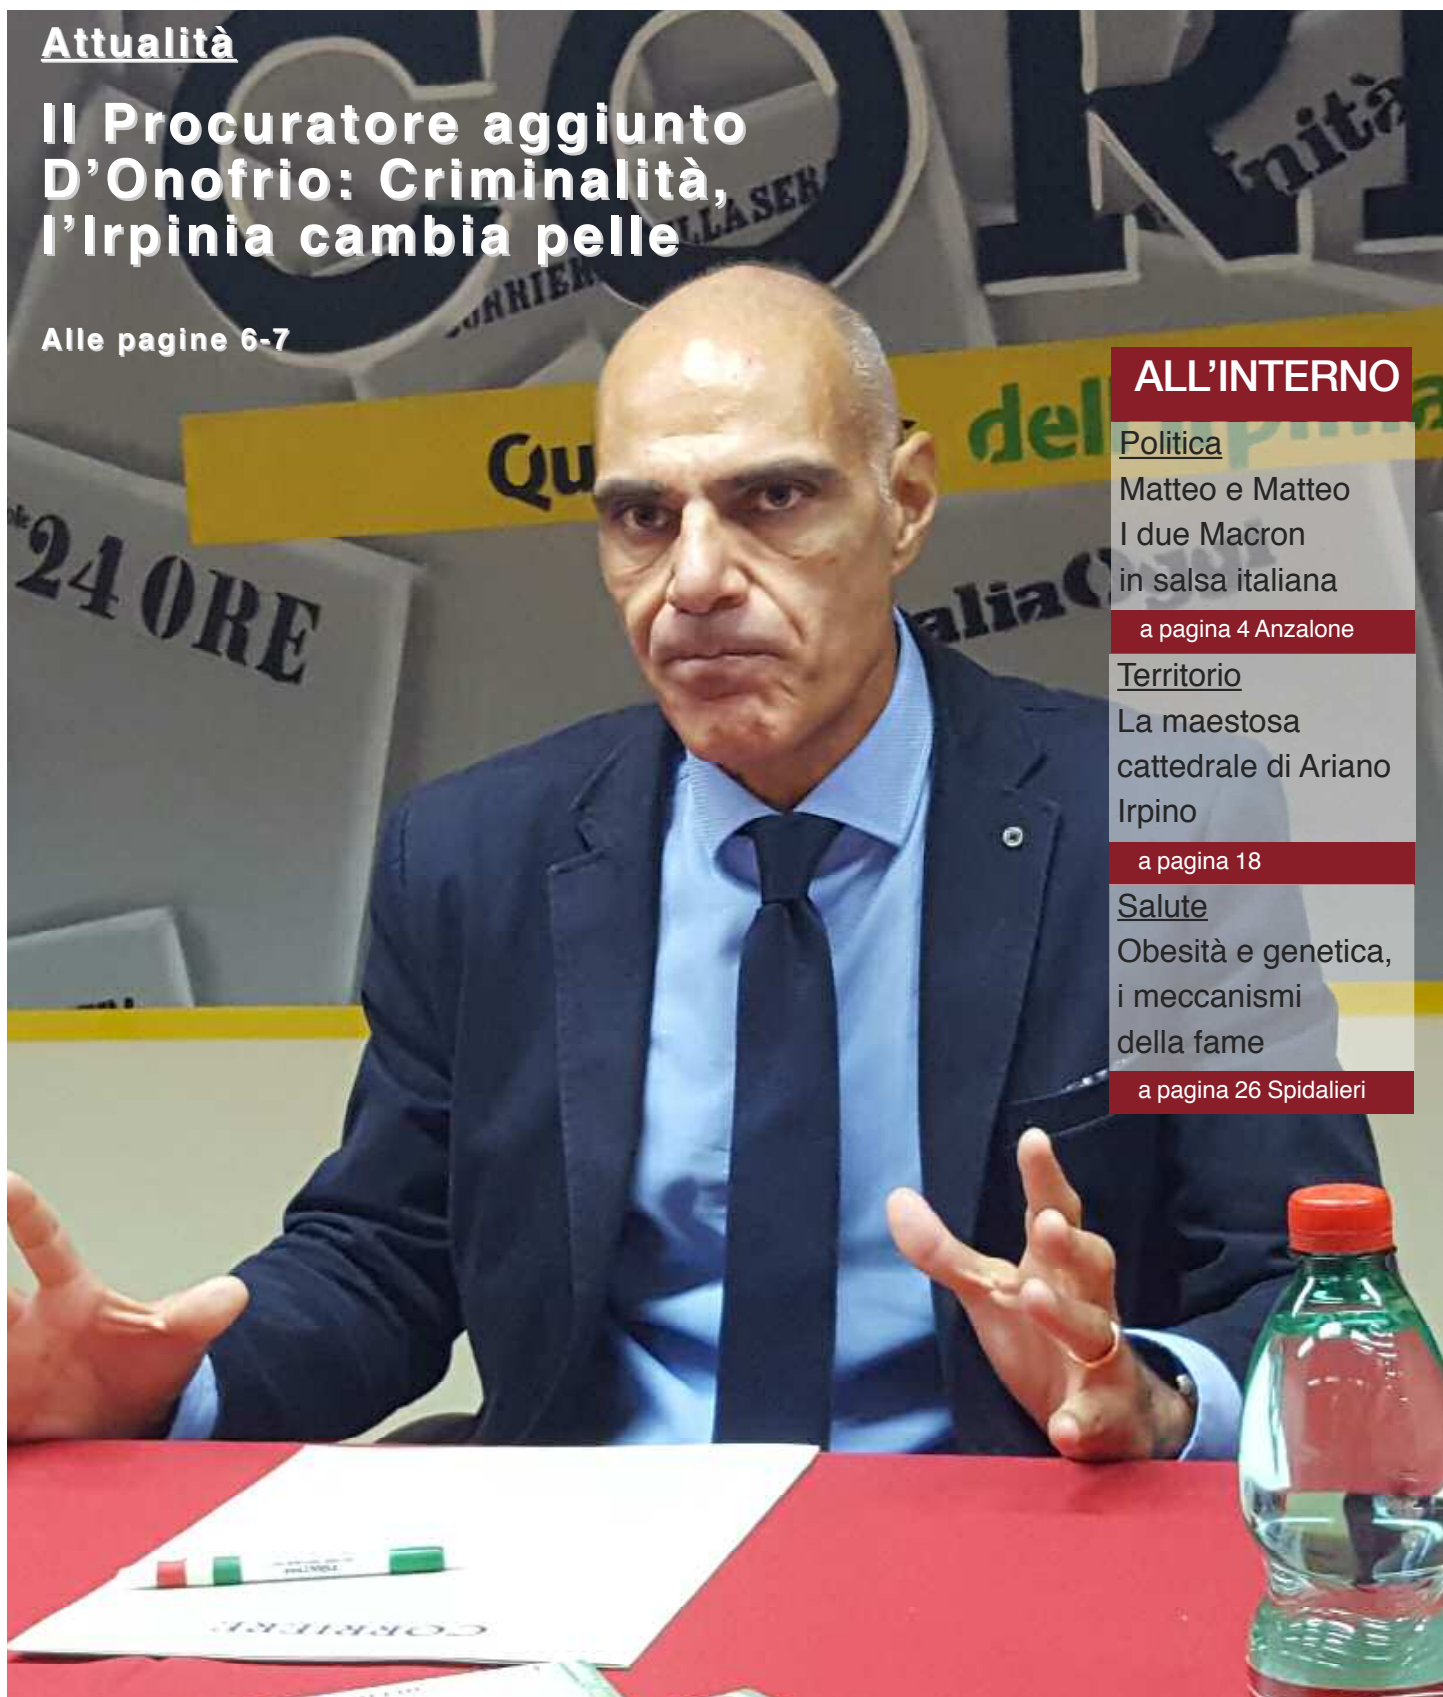 Attualità
Il Procuratore aggiunto
D’Onofrio: Criminalità,
l’Irpinia cambia pelle
Alle pagine 6-7
ALL’INTERNO
Politica
Matteo e Matteo
I due Macron
in salsa italiana
a pagina 4 Anzalone
Territorio
La maestosa
cattedrale di Ariano
Irpino
a pagina 18
Salute
Obesità e genetica,
i meccanismi
della fame
a pagina 26 Spidalieri
24 ORE
CORRIERE